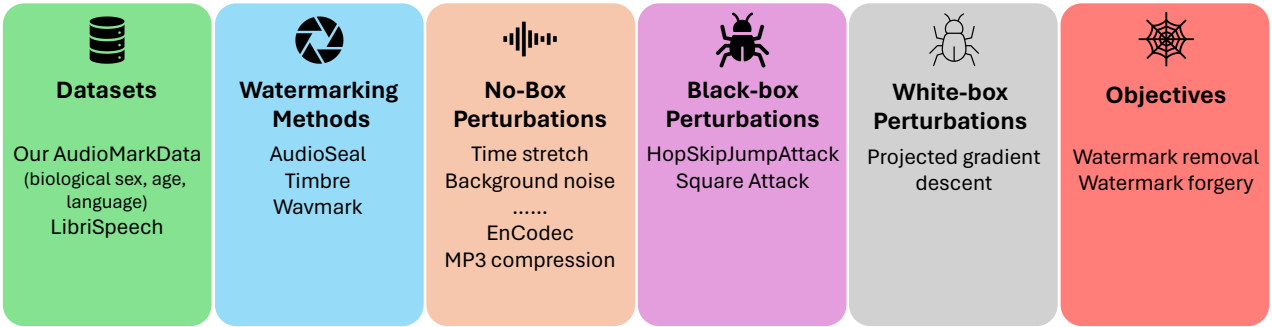 Datasets
Our AudioMarkData
(biological sex, age,
language)
LibriSpeech
Watermarking
Methods
AudioSeal
Timbre
Wavmark
No-Box
Perturbations
Time stretch
Background noise
......
EnCodec
MP3 compression
Black-box
Perturbations
HopSkipJumpAttack
Square Attack
White-box
Perturbations
Projected gradient
descent
Objectives
Watermark removal
Watermark forgery